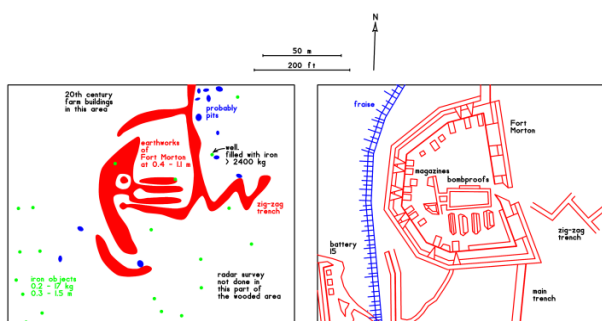 N
50 m
200 ft
20th century
farm buildings
in this area
probably
pits
earthworks
of
Fort Morton
at 0.4 - 1.1 m
well,
filled with iron
> 2400 kg
zig-zag
trench
iron objects
0.2 - 17 kg
0.3 - 1.5 m
radar survey
not done in
this part of
the wooded area
fraise
Fort
Morton
magazines
bombproofs
battery
15
zig-zag
trench
main
trench